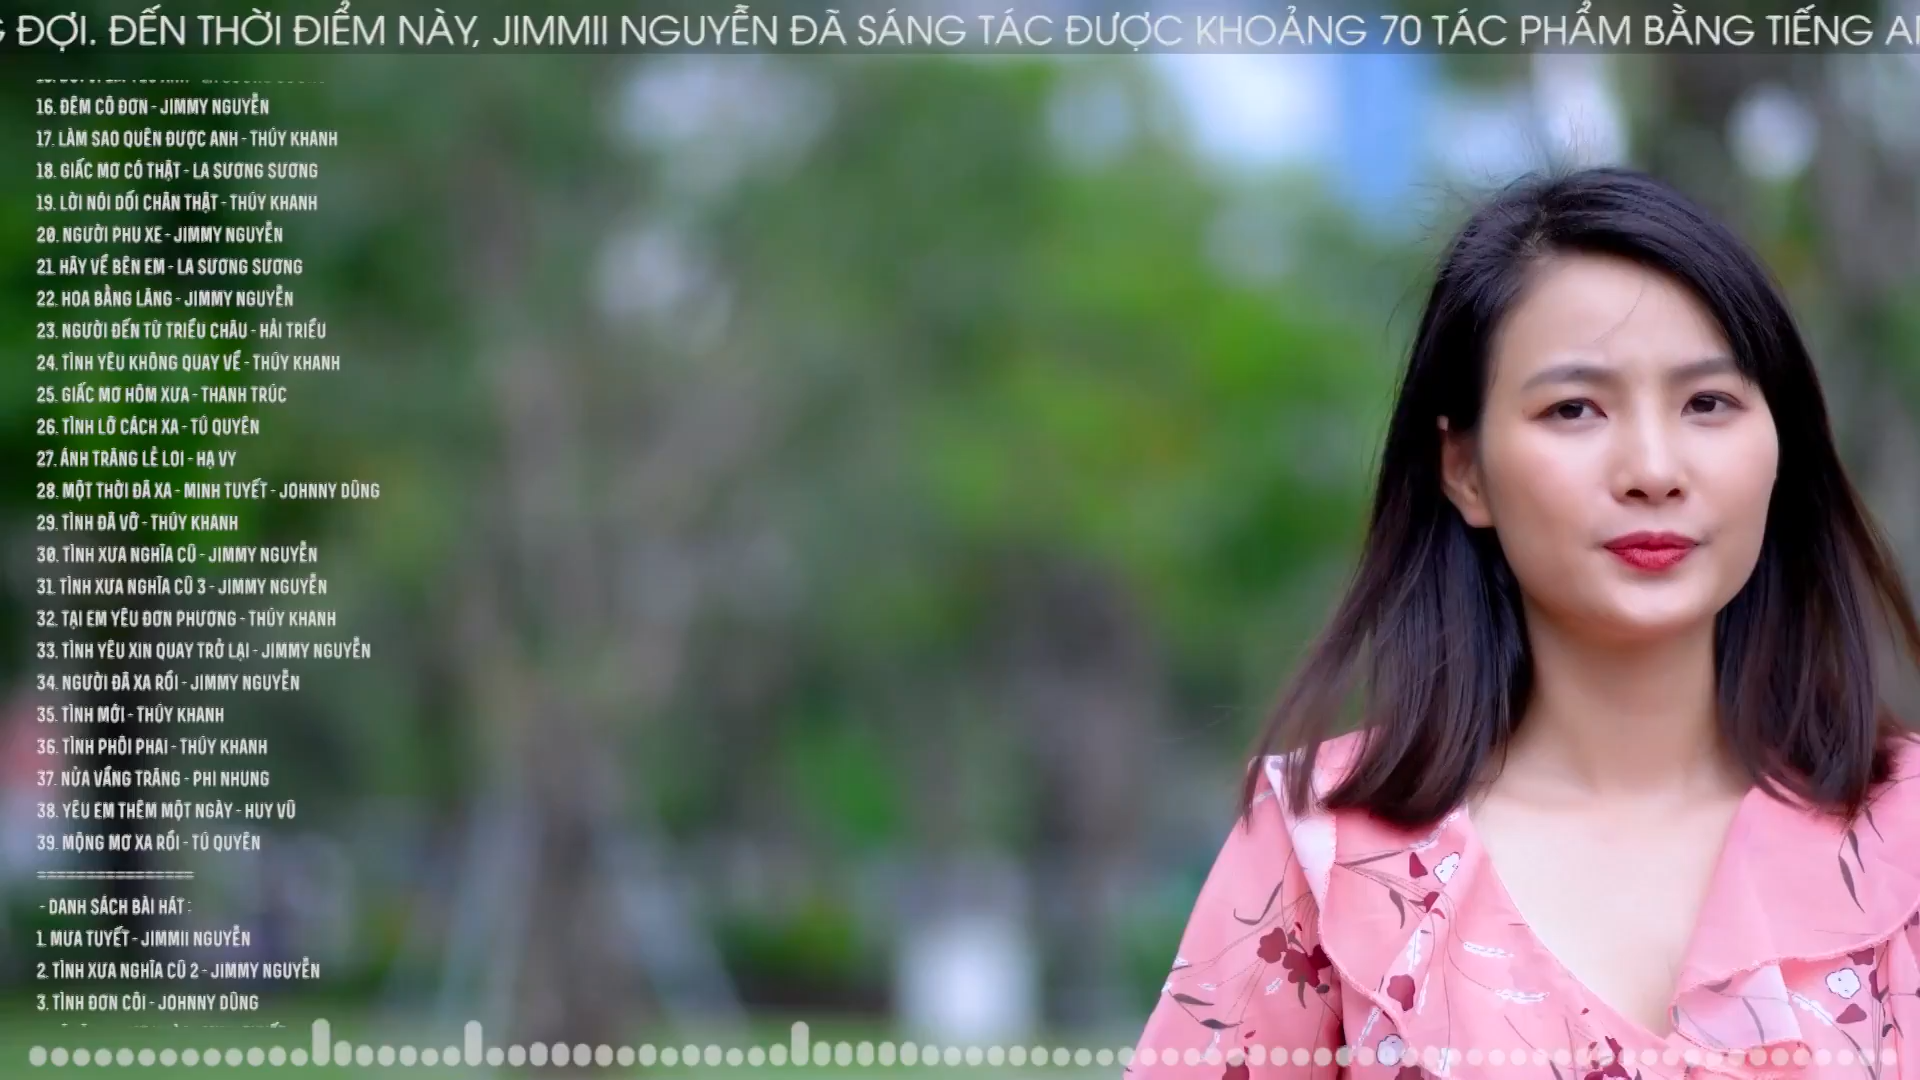 ĐỢI. ĐẾN THỜI ĐIỂM NÀY, JIMMII NGUYỄN ĐÃ SÁNG TÁC ĐƯỢC KHOẢNG 70 TÁC PHẨM BẰNG TIẾNG
16. ĐÊM CÔ ĐƠN - JIMMY NGUYỄN
17. LÀM SAO QUÊN ĐƯỢC ANH - THÚY KHANH
18. GIẤC MƠ CÓ THẬT - LA SƯƠNG SƯƠNG
19. LỜI NÓI DỐI CHÂN THẬT - THÚY KHANH
20. NGƯỜI PHU XE - JIMMY NGUYỄN
21. HÃY VỀ BÊN EM - LA SƯƠNG SƯƠNG
22. HOA BẰNG LĂNG - JIMMY NGUYỄN
23. NGƯỜI ĐẾN TỪ TRIỀU CHÂU - HẢI TRIỀU
24. TÌNH YÊU KHÔNG QUAY VỀ - THÚY KHANH
25. GIẤC MƠ HÔM XƯA - THANH TRÚC
26. TÌNH LỠ CÁCH XA - TÚ QUYÊN
27. ÁNH TRĂNG LẺ LOI - HẠ VY
28. MỘT THỜI ĐÃ XA - MINH TUYẾT - JOHNNY DŨNG
29. TÌNH ĐÃ VỠ - THÚY KHANH
30. TÌNH XƯA NGHĨA CŨ - JIMMY NGUYỄN
31. TÌNH XƯA NGHĨA CŨ 3 - JIMMY NGUYỄN
32. TẠI EM YÊU ĐƠN PHƯƠNG - THÚY KHANH
33. TÌNH YÊU XIN QUAY TRỞ LẠI - JIMMY NGUYỄN
34. NGƯỜI ĐÃ XA RỒI - JIMMY NGUYỄN
35. TÌNH MỚI - THÚY KHANH
36. TÌNH PHÔI PHAI - THÚY KHANH
37. NỬA VẦNG TRĂNG - PHI NHUNG
38. YÊU EM THÊM MỘT NGÀY - HUY VŨ
39. MỘNG MƠ XA RỒI - TÚ QUYÊN
================
- DANH SÁCH BÀI HÁT :
1. MƯA TUYẾT - JIMMII NGUYỄN
2. TÌNH XƯA NGHĨA CŨ 2 - JIMMY NGUYỄN
3. TÌNH ĐƠN CÔI - JOHNNY DŨNG